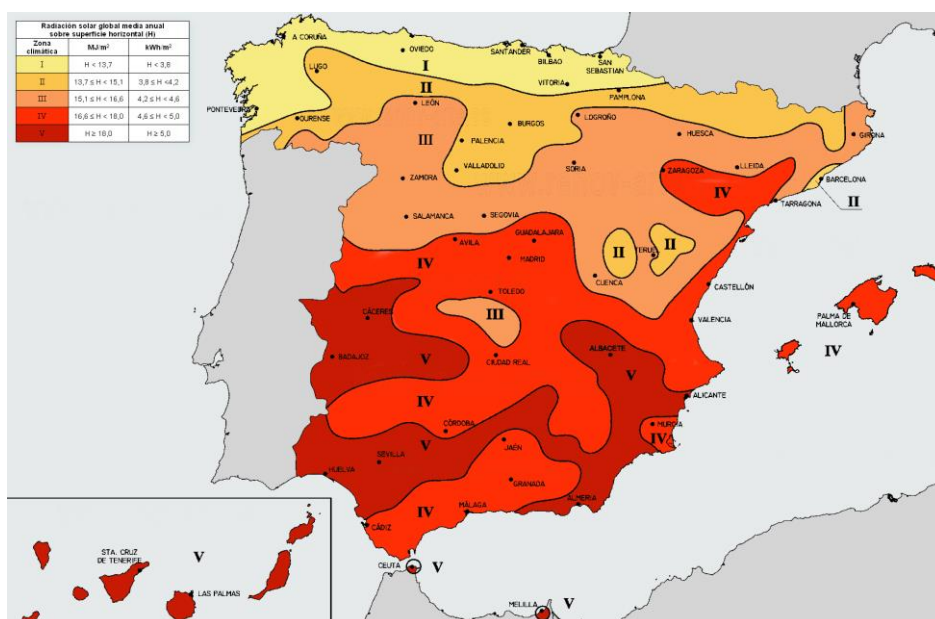 Radiación solar global media anual
sobre superficie horizontal (H)
Zona climática MJ/m² kWh/m²
I H < 13,7 H < 3,8
II 13,7 ≤ H < 15,1 3,8 ≤ H <4,2
III 15,1 ≤ H < 16,6 4,2 ≤ H < 4,6
IV 16,6 ≤ H < 18,0 4,6 ≤ H < 5,0
V H ≥ 18,0 H ≥ 5,0
A CORUÑA
OVIEDO
SANTANDER
BILBAO
SAN SEBASTIAN
I
LUGO
VITORIA
II
PAMPLONA
LEÓN
PONTEVEDRA
OURENSE
BURGOS
LOGROÑO
III
PALENCIA
HUESCA
GIRONA
VALLADOLID
SORIA
ZARAGOZA
LLEIDA
ZAMORA
BARCELONA
IV
TARRAGONA
II
SALAMANCA
SEGOVIA
AVILA
GUADALAJARA
IV
MADRID
II
TERUEL
II
CUENCA
TOLEDO
CASTELLÓN
CÁCERES
III
VALENCIA
PALMA DE MALLORCA
IV
BADAJOZ
V
CIUDAD REAL
ALBACETE
V
IV
ALICANTE
CÓRDOBA
MURCIA
IV
V
JAÉN
SEVILLA
HUELVA
GRANADA
ALMERIA
IV
MÁLAGA
CÁDIZ
CEUTA
V
MELILLA
V
STA. CRUZ DE TENERIFE
V
LAS PALMAS